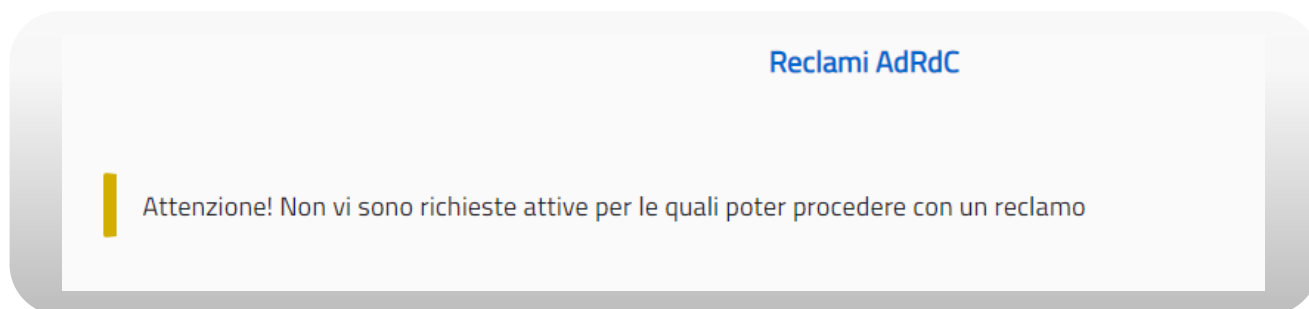 Reclami AdRdC
Attenzione! Non vi sono richieste attive per le quali poter procedere con un reclamo